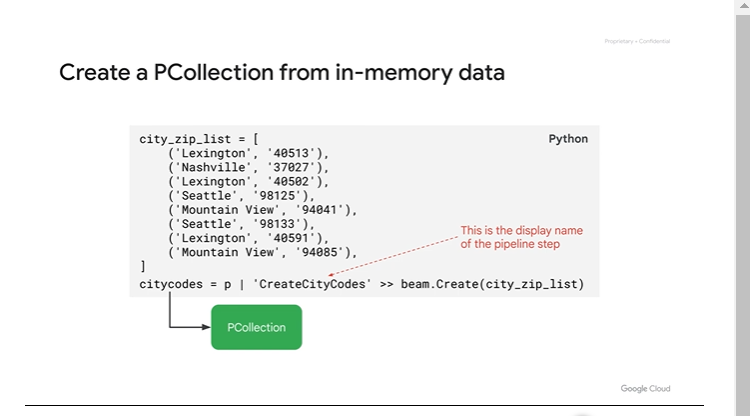 Proprietary + Confidential
Create a PCollection from in-memory data
city_zip_list = [
Python
('Lexington', '40513'),
('Nashville', '37027'),
('Lexington', '40502'),
('Seattle', '98125'),
('Mountain View', '94041'),
('Seattle', '98133'),
('Lexington', '40591'),
('Mountain View', '94085'),
]
This is the display name
of the pipeline step
citycodes = p | 'CreateCityCodes' >> beam.Create(city_zip_list)
PCollection
Google Cloud